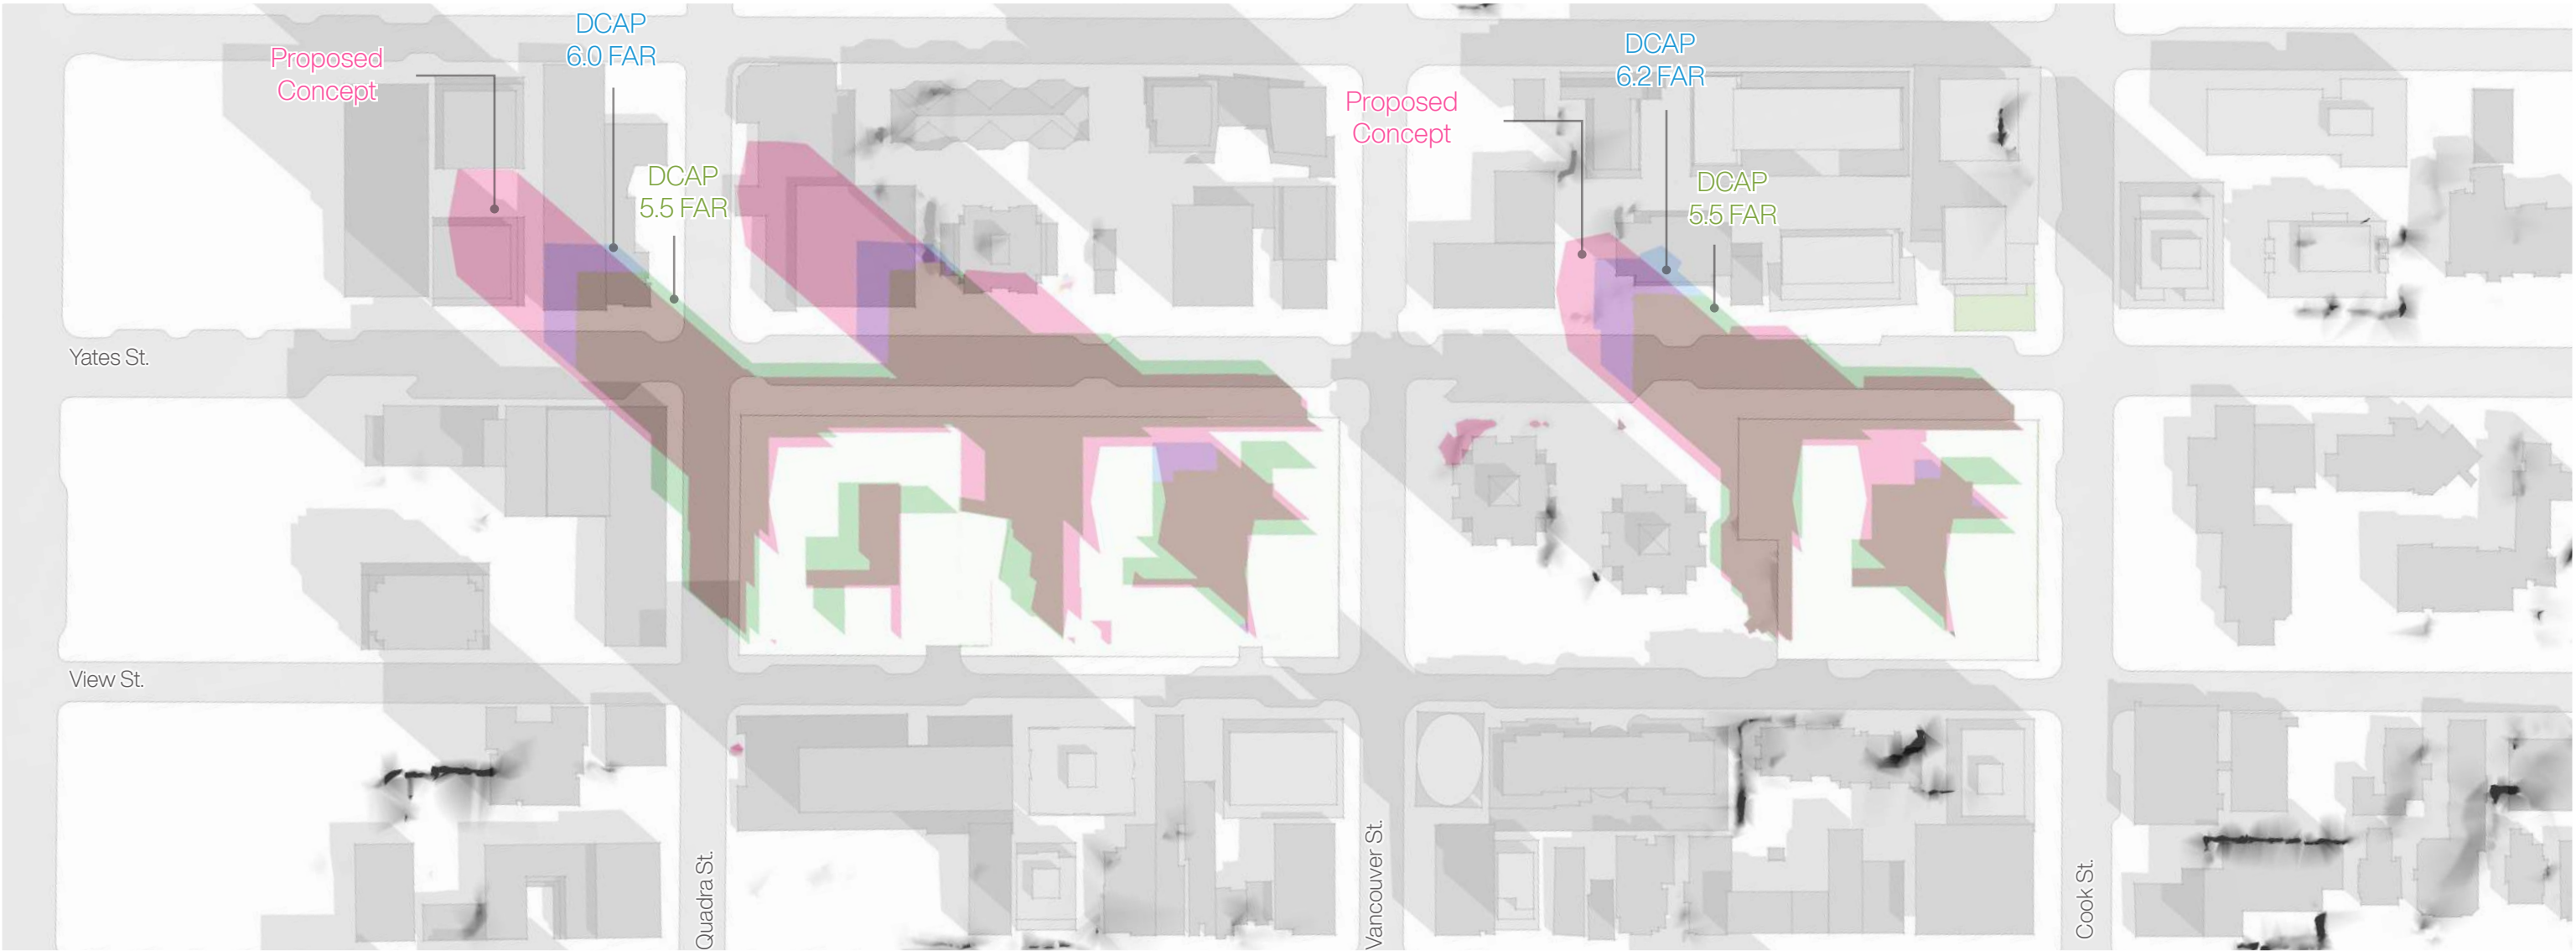 DCAP
6.0 FAR
Proposed
Concept
DCAP
5.5 FAR
DCAP
6.2 FAR
Proposed
Concept
DCAP
5.5 FAR
Yates St.
View St.
Quadra St.
Vancouver St.
Cook St.